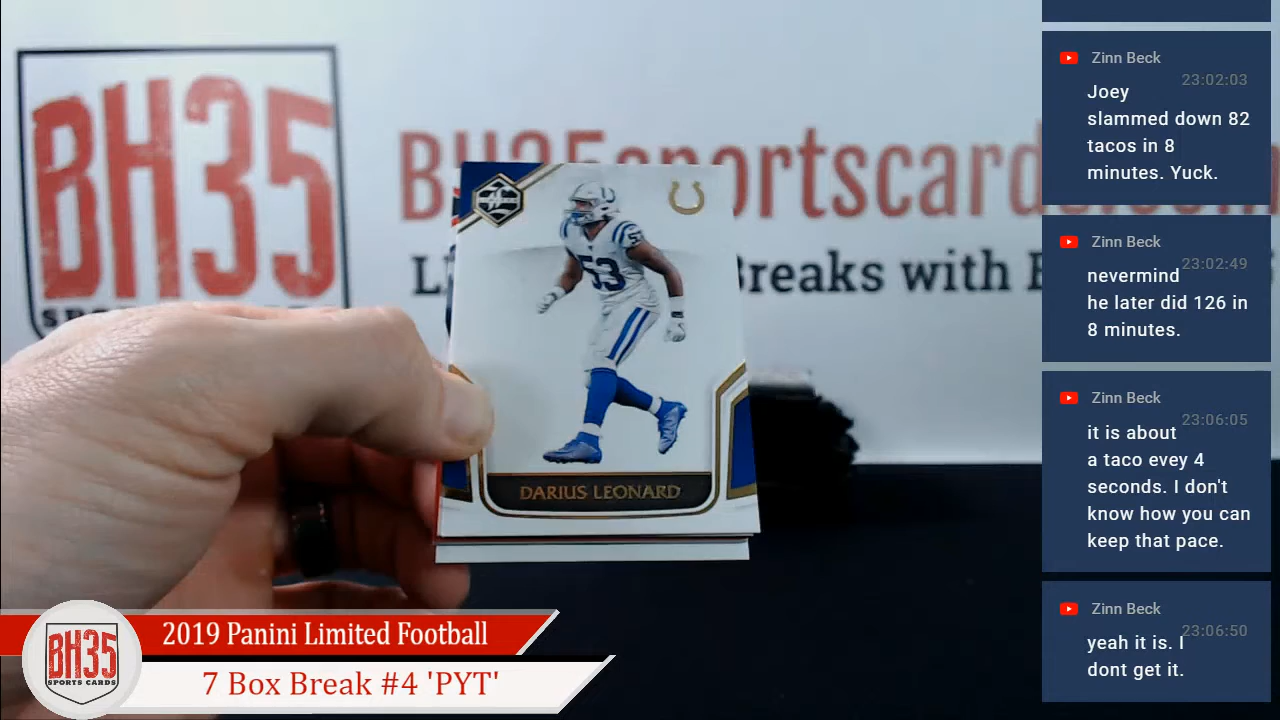 BH35
BH35sportscards.com
Breaks with
DARIUS LEONARD
53
2019 Panini Limited Football
7 Box Break #4 'PYT'
BH35
SPORTS CARDS
Zinn Beck
23:02:03
Joey
slammed down 82
tacos in 8
minutes. Yuck.
Zinn Beck
23:02:49
nevermind
he later did 126 in
8 minutes.
Zinn Beck
23:06:05
it is about
a taco evey 4
seconds. I don't
know how you can
keep that pace.
Zinn Beck
23:06:50
yeah it is. I
dont get it.